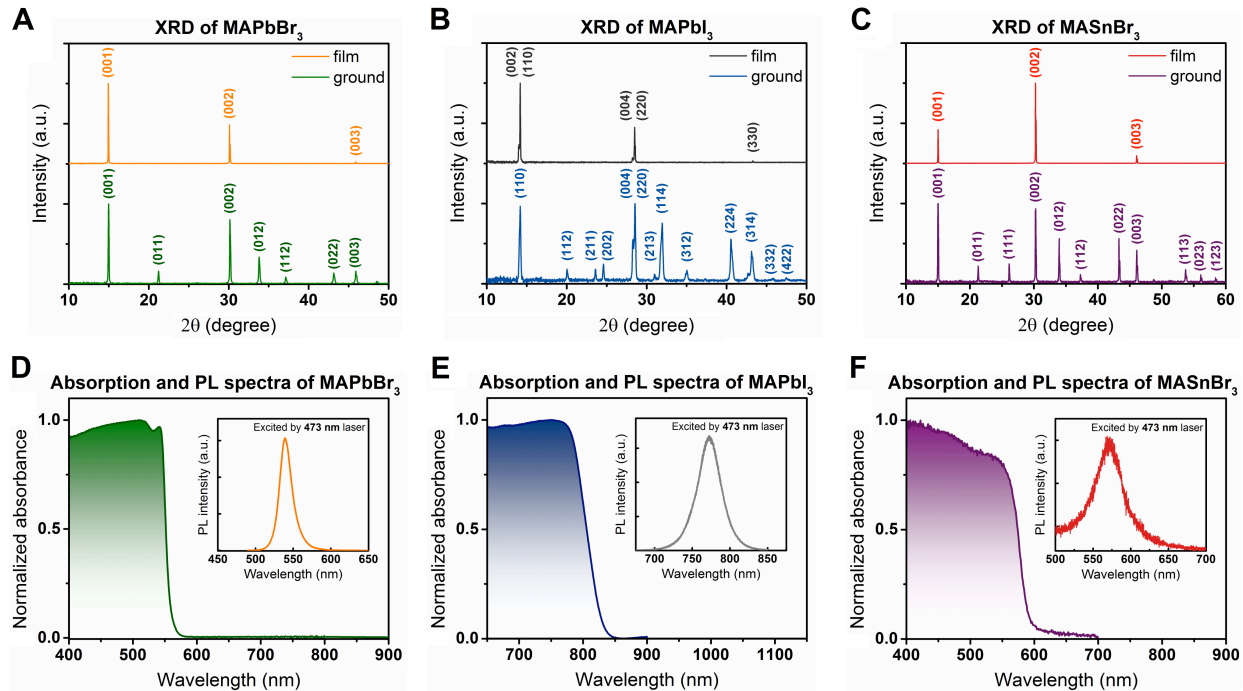 A
XRD of MAPbBr3
film
ground
(001)
(002)
(003)
(001)
(011)
(002)
(012)
(112)
(022)
(003)
Intensity (a.u.)
10 20 30 40 50
2θ (degree)
B
XRD of MAPbI3
film
ground
(002)
(110)
(004)
(220)
(330)
(110)
(112)
(211)
(202)
(004)
(220)
(213)
(114)
(312)
(224)
(314)
(332)
(422)
Intensity (a.u.)
10 20 30 40 50
2θ (degree)
C
XRD of MASnBr3
film
ground
(001)
(002)
(003)
(001)
(011)
(111)
(002)
(012)
(112)
(022)
(003)
(113)
(023)
(123)
Intensity (a.u.)
10 20 30 40 50 60
2θ (degree)
D
Absorption and PL spectra of MAPbBr3
Normalized absorbance
1.0
0.5
0.0
400 500 600 700 800 900
Wavelength (nm)
Excited by 473 nm laser
PL intensity (a.u.)
450 500 550 600 650
Wavelength (nm)
E
Absorption and PL spectra of MAPbI3
Normalized absorbance
1.0
0.5
0.0
700 800 900 1000 1100
Wavelength (nm)
Excited by 473 nm laser
PL intensity (a.u.)
700 750 800 850
Wavelength (nm)
F
Absorption and PL spectra of MASnBr3
Normalized absorbance
1.0
0.5
0.0
400 500 600 700 800 900
Wavelength (nm)
Excited by 473 nm laser
PL intensity (a.u.)
500 550 600 650 700
Wavelength (nm)